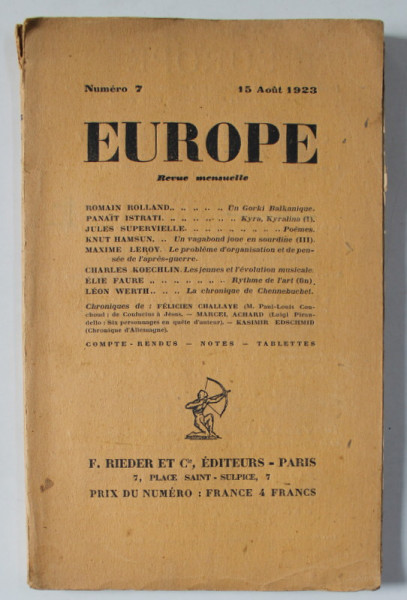 Numéro 7 15 Août 1923
EUROPE
Revue mensuelle
ROMAIN ROLLAND.. .. .. .. .. Un Gorki Balkanique.
PANAÏT ISTRATI. .. .. .. .. .. Kyra, Kyralina (I).
JULES SUPERVIELLE. .. .. .. .. .. .. .. Poèmes.
KNUT HAMSUN. .. Un vagabond joue en sourdine (III).
MAXIME LEROY. Le problème d'organisation et de pen-
sée de l'après-guerre.
CHARLES KOECHLIN. Les jeunes et l'évolution musicale.
ÉLIE FAURE .. .. .. .. .. .. Rythme de l'art (fin).
LÉON WERTH.. .. . La chronique de
Chroniques de : FÉLICIEN CHALLAYE (M. Paul-Louis Cou-
choud : de Confucius à Jésus. — MARCEL ACHARD (Luigi Piran-
dello : Six personnages en quête d'auteur). — KASIMIR EDSCHMID
(Chronique d'Allemagne).
COMPTE-RENDUS — NOTES — TABLETTES
F. RIEDER ET Cie, ÉDITEURS - PARIS
7, PLACE SAINT-SULPICE, 7
PRIX DU NUMÉRO : FRANCE 4 FRANCS